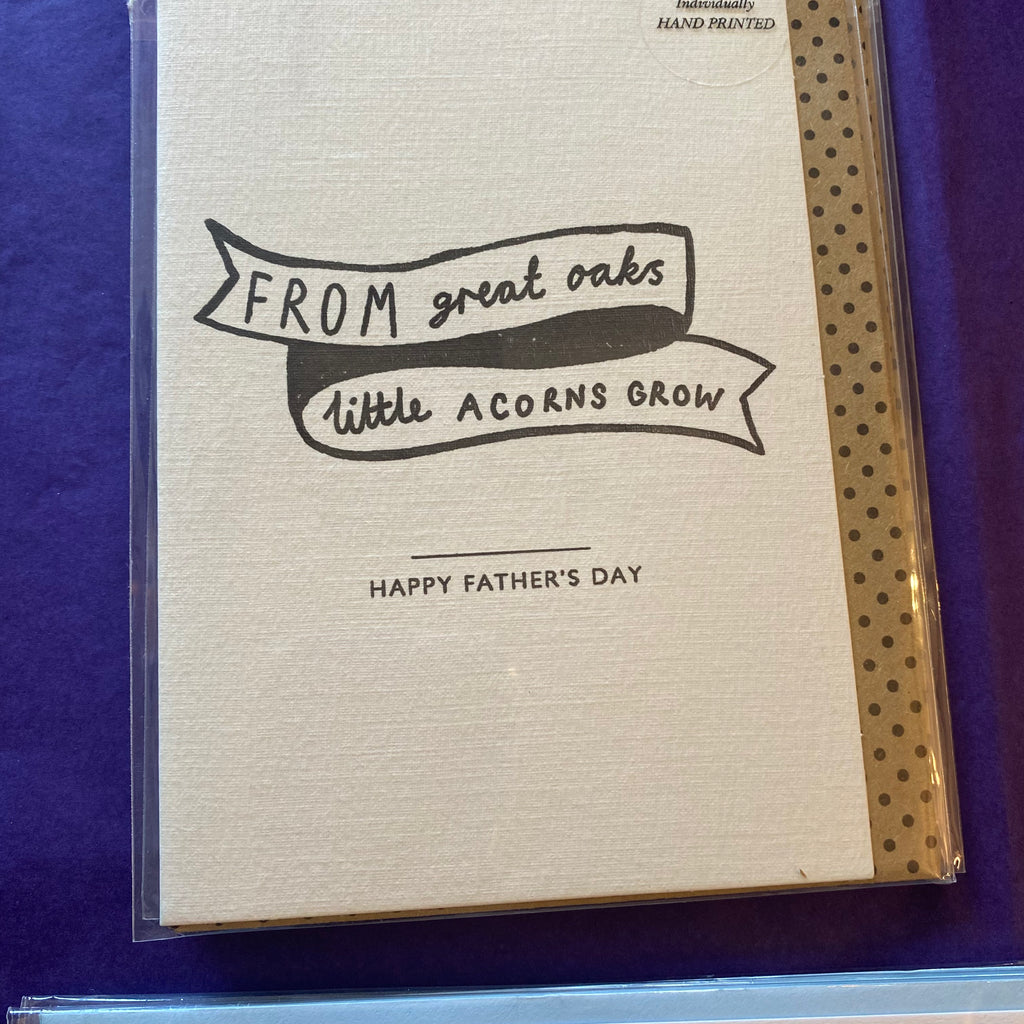 Individually
HAND PRINTED
FROM great oaks
little ACORNS GROW
HAPPY FATHER'S DAY